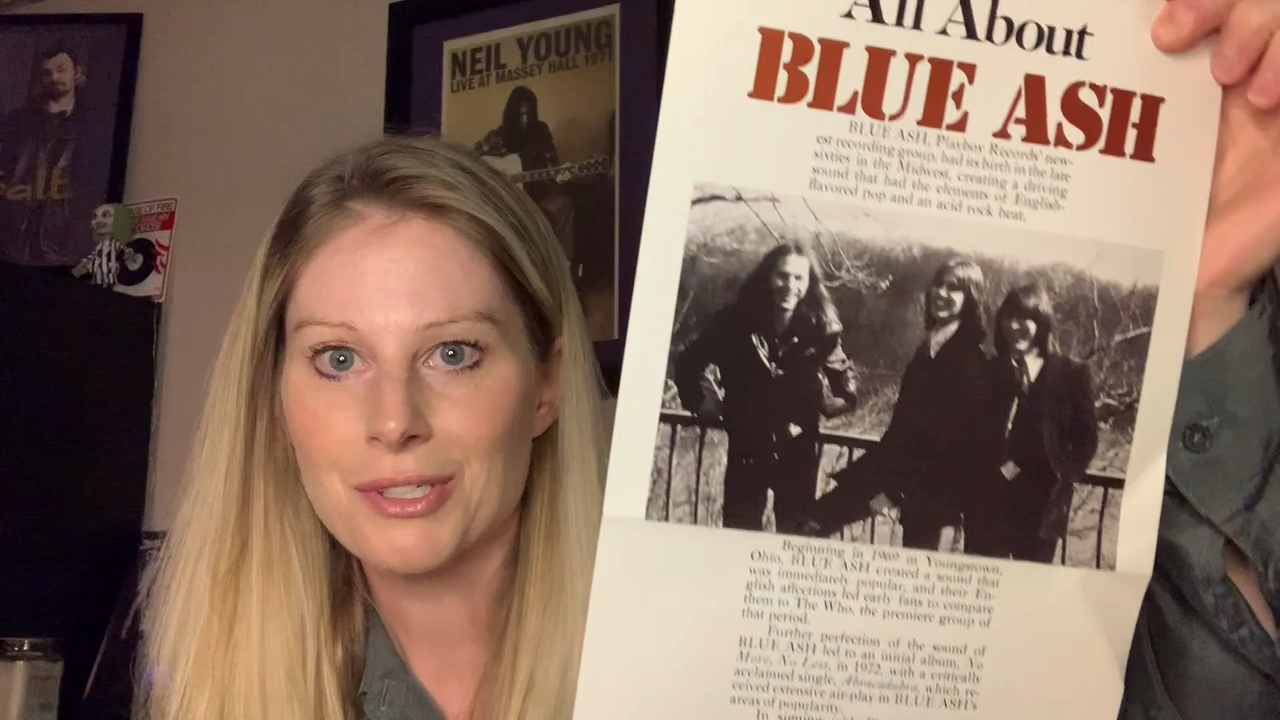 NEIL YOUNG
LIVE AT MASSEY HALL 1971
All About
BLUE ASH
BLUE ASH, Playboy Records' new-
est recording group, had its birth in the late
sixties in the Midwest, creating a driving
sound that had the elements of English-
flavored pop and an acid rock beat.
Beginning in 1969 in Youngstown,
Ohio, BLUE ASH created a sound that
was immediately popular, and their En-
glish affections led early fans to compare
them to The Who, the premiere group of
that period.
Further perfection of the sound of
BLUE ASH led to an initial album, No
More, No Less, in 1972, with a critically
acclaimed single, Abracadabra, which re-
ceived extensive air-play in BLUE ASH's
areas of popularity.